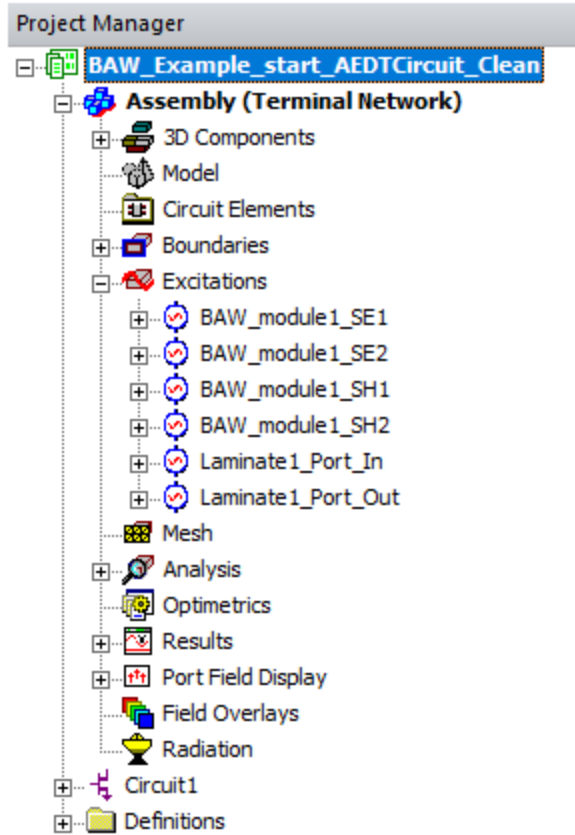 Project Manager
BAW_Example_start_AEDTCircuit_Clean
Assembly (Terminal Network)
3D Components
Model
Circuit Elements
Boundaries
Excitations
BAW_module1_SE1
BAW_module1_SE2
BAW_module1_SH1
BAW_module1_SH2
Laminate1_Port_In
Laminate1_Port_Out
Mesh
Analysis
Optimetrics
Results
Port Field Display
Field Overlays
Radiation
Circuit1
Definitions